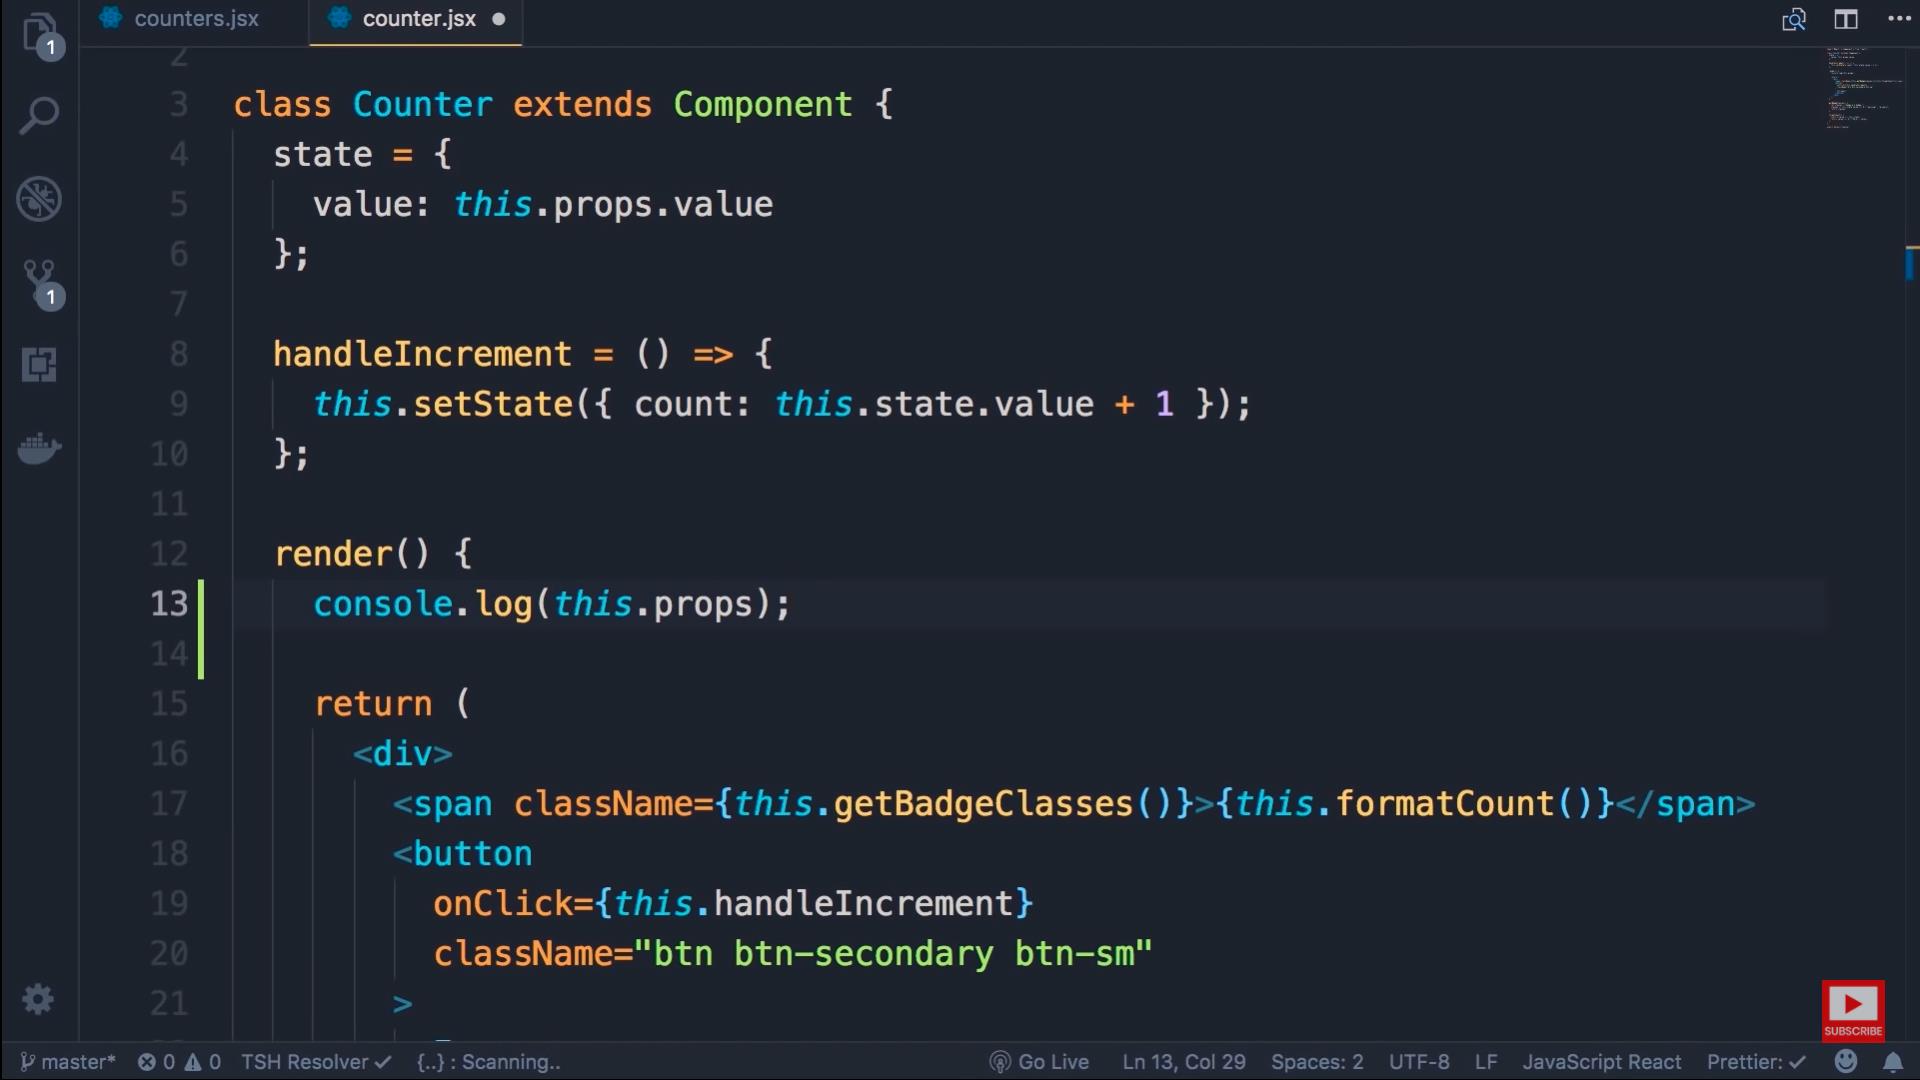 counters.jsx
counter.jsx
1
2
3 class Counter extends Component {
4 state = {
5 value: this.props.value
6 };
7
8 handleIncrement = () => {
9 this.setState({ count: this.state.value + 1 });
10 };
11
12 render() {
13 console.log(this.props);
14
15 return (
16 <div>
17 <span className={this.getBadgeClasses()}>{this.formatCount()}</span>
18 <button
19 onClick={this.handleIncrement}
20 className="btn btn-secondary btn-sm"
21 >
1
SUBSCRIBE
master* 0 0 TSH Resolver ✓ {..} : Scanning.. Go Live Ln 13, Col 29 Spaces: 2 UTF-8 LF JavaScript React Prettier: ✓